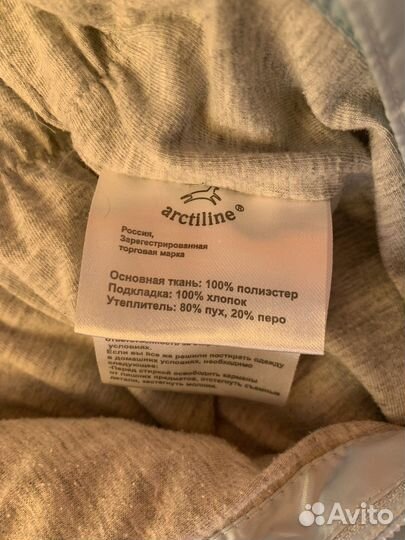 arctiline®
Россия,
Зарегестрированная
торговая марка
Основная ткань: 100% полиэстер
Подкладка: 100% хлопок
Утеплитель: 80% пух, 20% перо
условиях.
Если вы все же решили постирать одежду
в домашних условиях, необходимо
следующее:
-Перед стиркой освободить карманы
от лишних предметов, отстегнуть съемные
детали, застегнуть молнии.
Avito